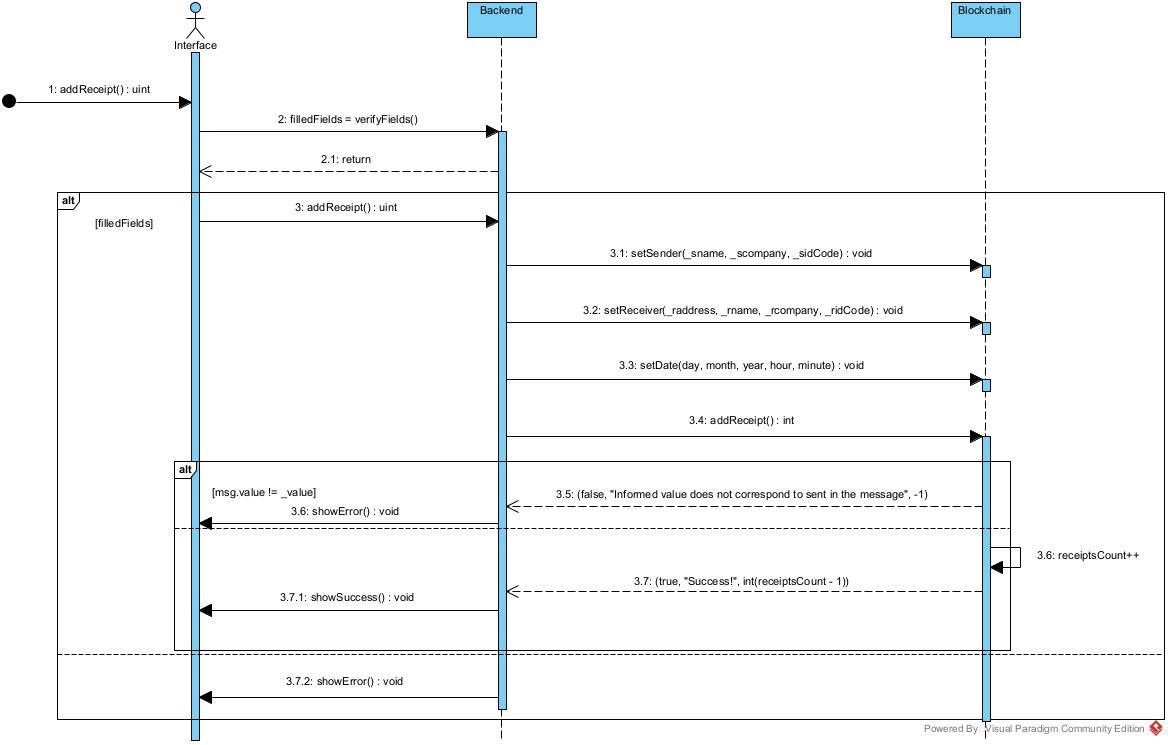 Interface
Backend
Blockchain
1: addReceipt() : uint
2: filledFields = verifyFields()
2.1: return
alt
[filledFields]
3: addReceipt() : uint
3.1: setSender(_sname, _scompany, _sidCode) : void
3.2: setReceiver(_raddress, _rname, _rcompany, _ridCode) : void
3.3: setDate(day, month, year, hour, minute) : void
3.4: addReceipt() : int
alt
[msg.value != _value]
3.5: (false, "Informed value does not correspond to sent in the message", -1)
3.6: showError() : void
3.6: receiptsCount++
3.7: (true, "Success!", int(receiptsCount - 1))
3.7.1: showSuccess() : void
3.7.2: showError() : void
Powered By: Visual Paradigm Community Edition